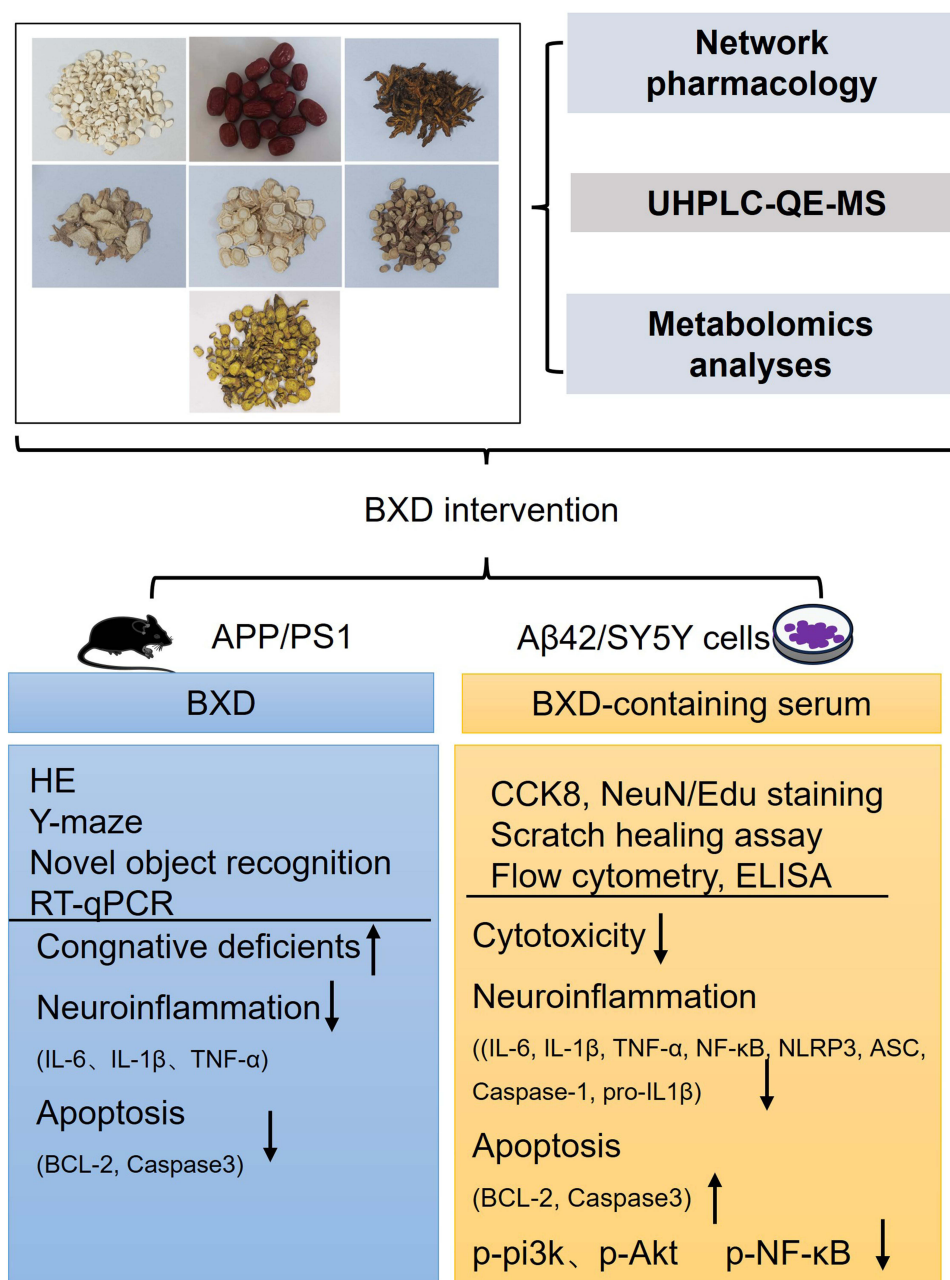 Network
pharmacology
UHPLC-QE-MS
Metabolomics
analyses
BXD intervention
APP/PS1
Aβ42/SY5Y cells
BXD
BXD-containing serum
HE
Y-maze
Novel object recognition
RT-qPCR
Congnative deficients
Neuroinflammation
(IL-6、IL-1β、TNF-α)
Apoptosis
(BCL-2, Caspase3)
CCK8, NeuN/Edu staining
Scratch healing assay
Flow cytometry, ELISA
Cytotoxicity
Neuroinflammation
((IL-6, IL-1β, TNF-α, NF-κB, NLRP3, ASC,
Caspase-1, pro-IL1β)
Apoptosis
(BCL-2, Caspase3)
p-pi3k、p-Akt p-NF-κB